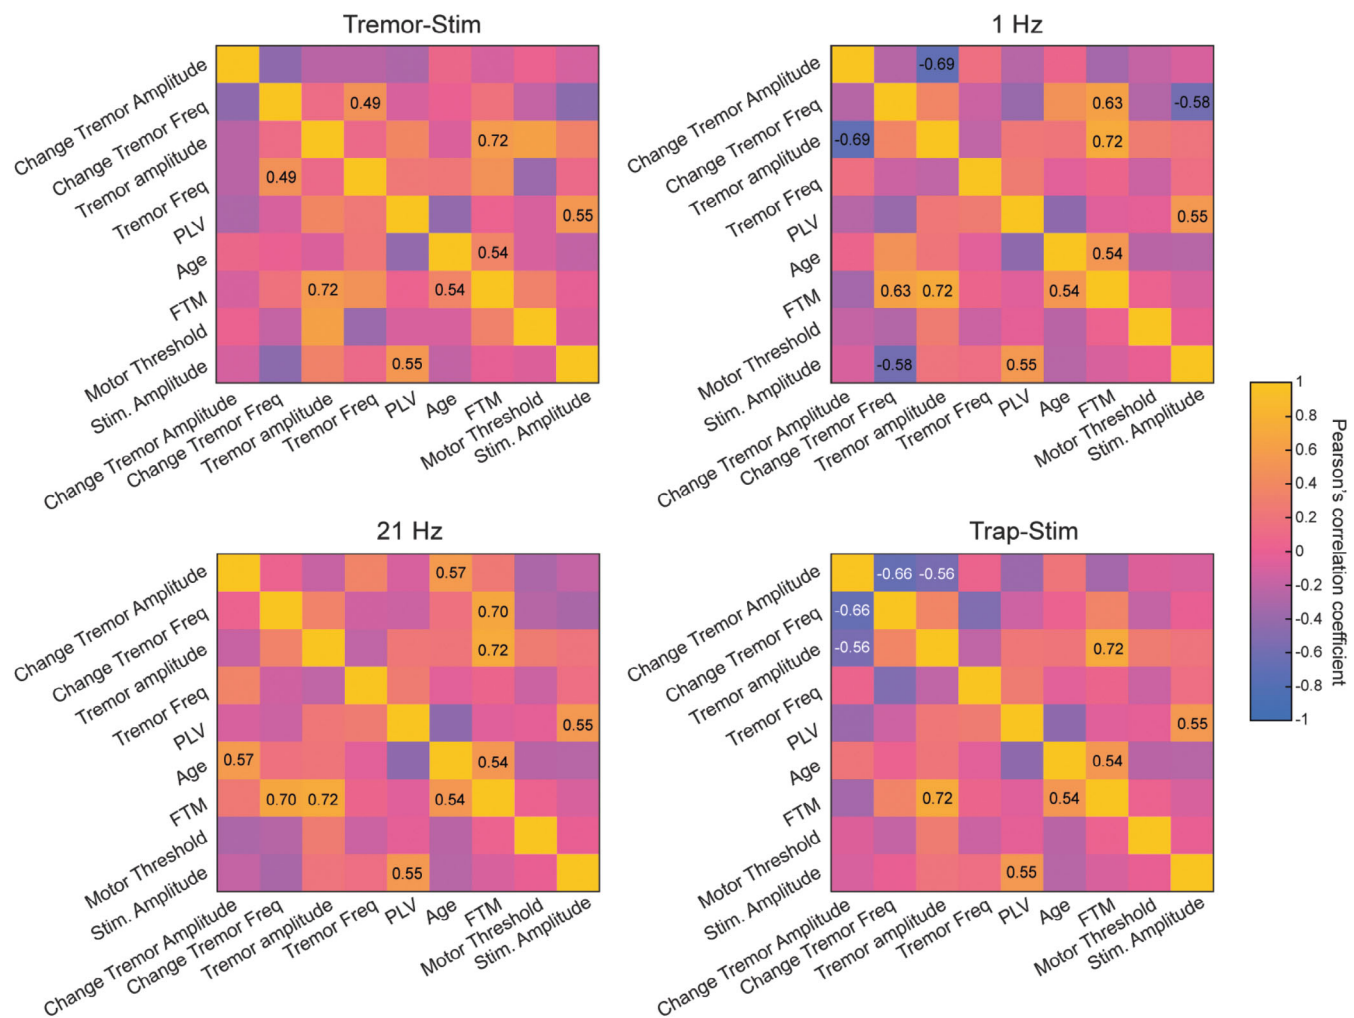 Tremor-Stim
Change Tremor Amplitude
Change Tremor Freq 0.49
Tremor amplitude 0.72
Tremor Freq 0.49
PLV 0.55
Age 0.54
FTM 0.72 0.54
Motor Threshold
Stim. Amplitude 0.55
Change Tremor Amplitude
Change Tremor Freq
Tremor amplitude
Tremor Freq
PLV
Age
FTM
Motor Threshold
Stim. Amplitude
1 Hz
Change Tremor Amplitude -0.69
Change Tremor Freq 0.63 -0.58
Tremor amplitude -0.69 0.72
Tremor Freq
PLV 0.55
Age 0.54
FTM 0.63 0.72 0.54
Motor Threshold
Stim. Amplitude -0.58 0.55
Change Tremor Amplitude
Change Tremor Freq
Tremor amplitude
Tremor Freq
PLV
Age
FTM
Motor Threshold
Stim. Amplitude
21 Hz
Change Tremor Amplitude 0.57
Change Tremor Freq 0.70
Tremor amplitude 0.72
Tremor Freq
PLV 0.55
Age 0.57 0.54
FTM 0.70 0.72 0.54
Motor Threshold
Stim. Amplitude 0.55
Change Tremor Amplitude
Change Tremor Freq
Tremor amplitude
Tremor Freq
PLV
Age
FTM
Motor Threshold
Stim. Amplitude
Trap-Stim
Change Tremor Amplitude -0.66 -0.56
Change Tremor Freq -0.66
Tremor amplitude -0.56 0.72
Tremor Freq
PLV 0.55
Age 0.54
FTM 0.72 0.54
Motor Threshold
Stim. Amplitude 0.55
Change Tremor Amplitude
Change Tremor Freq
Tremor amplitude
Tremor Freq
PLV
Age
FTM
Motor Threshold
Stim. Amplitude
1
0.8
0.6
0.4
0.2
0
-0.2
-0.4
-0.6
-0.8
-1
Pearson's correlation coefficient